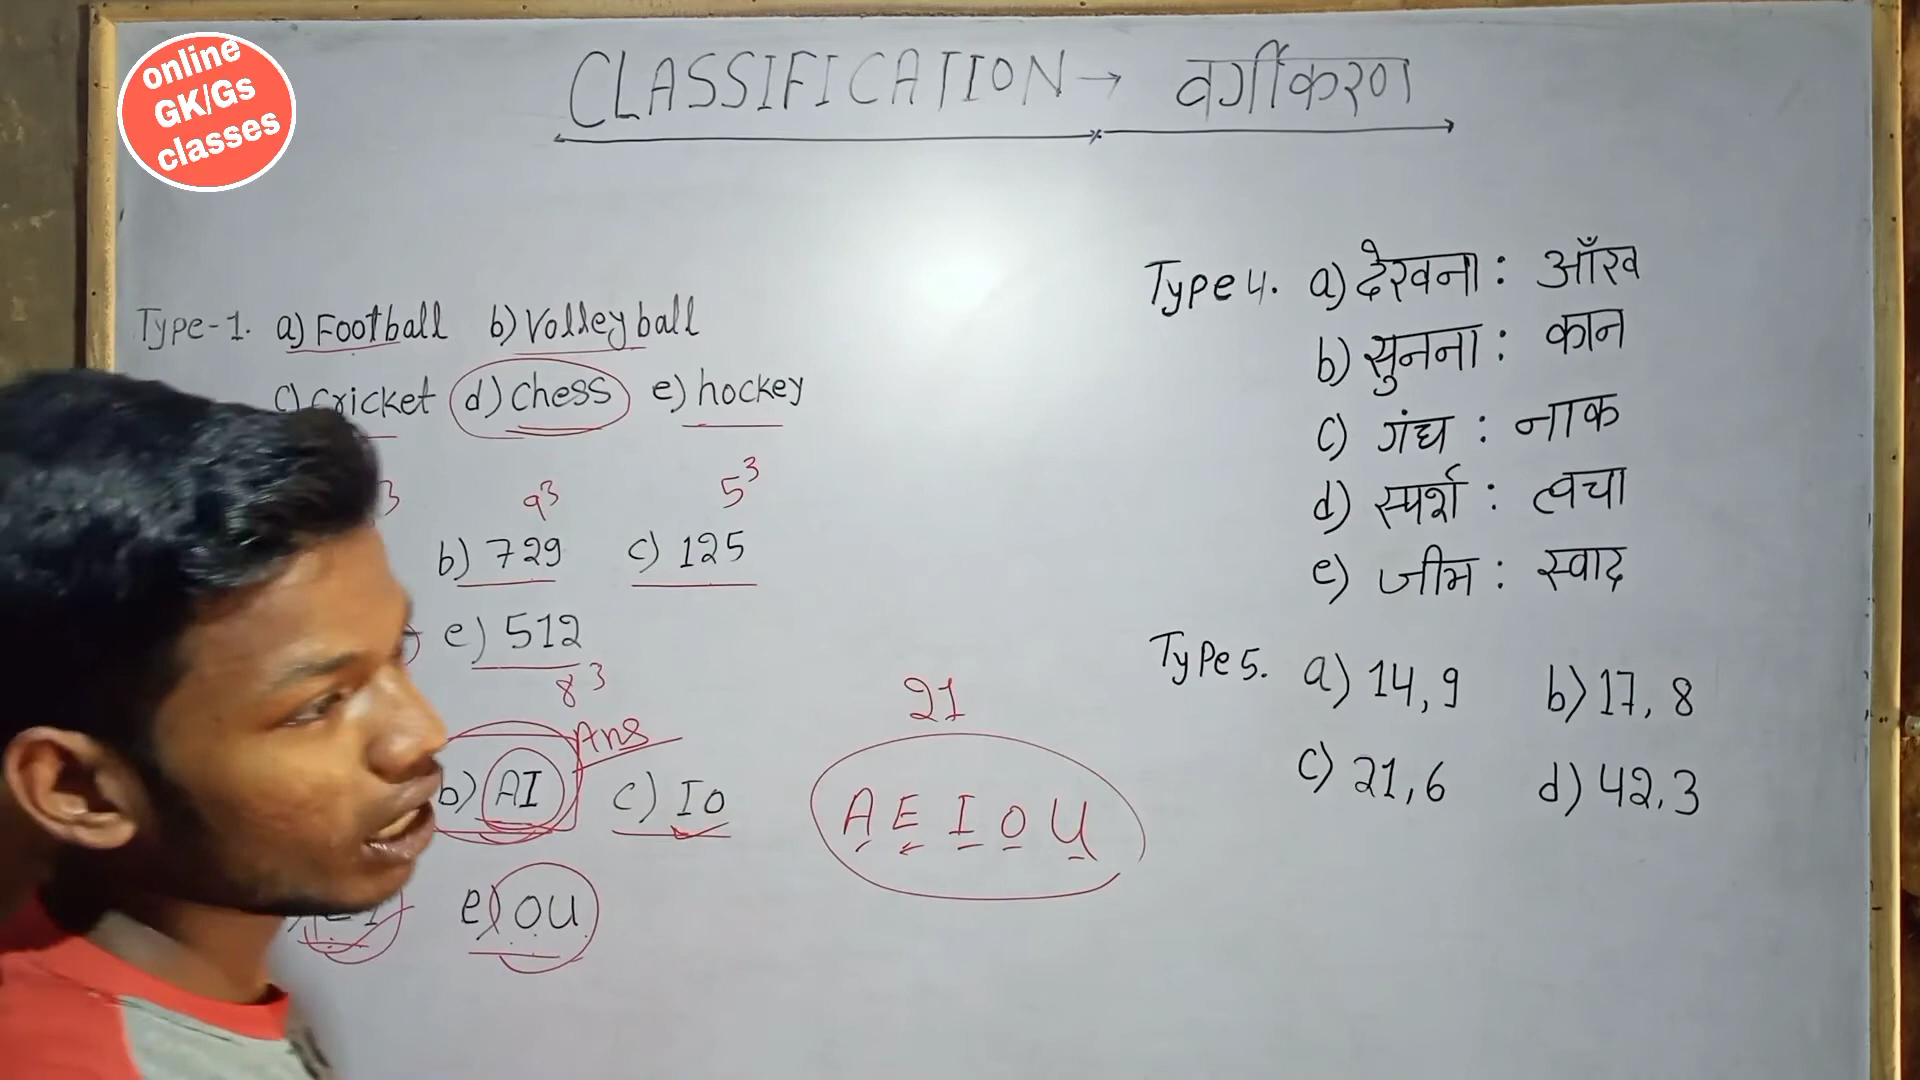 online
GK/Gs
classes
CLASSIFICATION → वर्गीकरण
Type-1. a) Football b) Volleyball
c) cricket d) chess e) hockey
9³ 5³
b) 729 c) 125
e) 512
8³
Ans
b) AI c) IO
e) OU
21
A E I O U
Type 4. a) देखना : आँख
b) सुनना : कान
c) गंध : नाक
d) स्पर्श : त्वचा
e) जीभ : स्वाद
Type 5. a) 14, 9 b) 17, 8
c) 21, 6 d) 42, 3